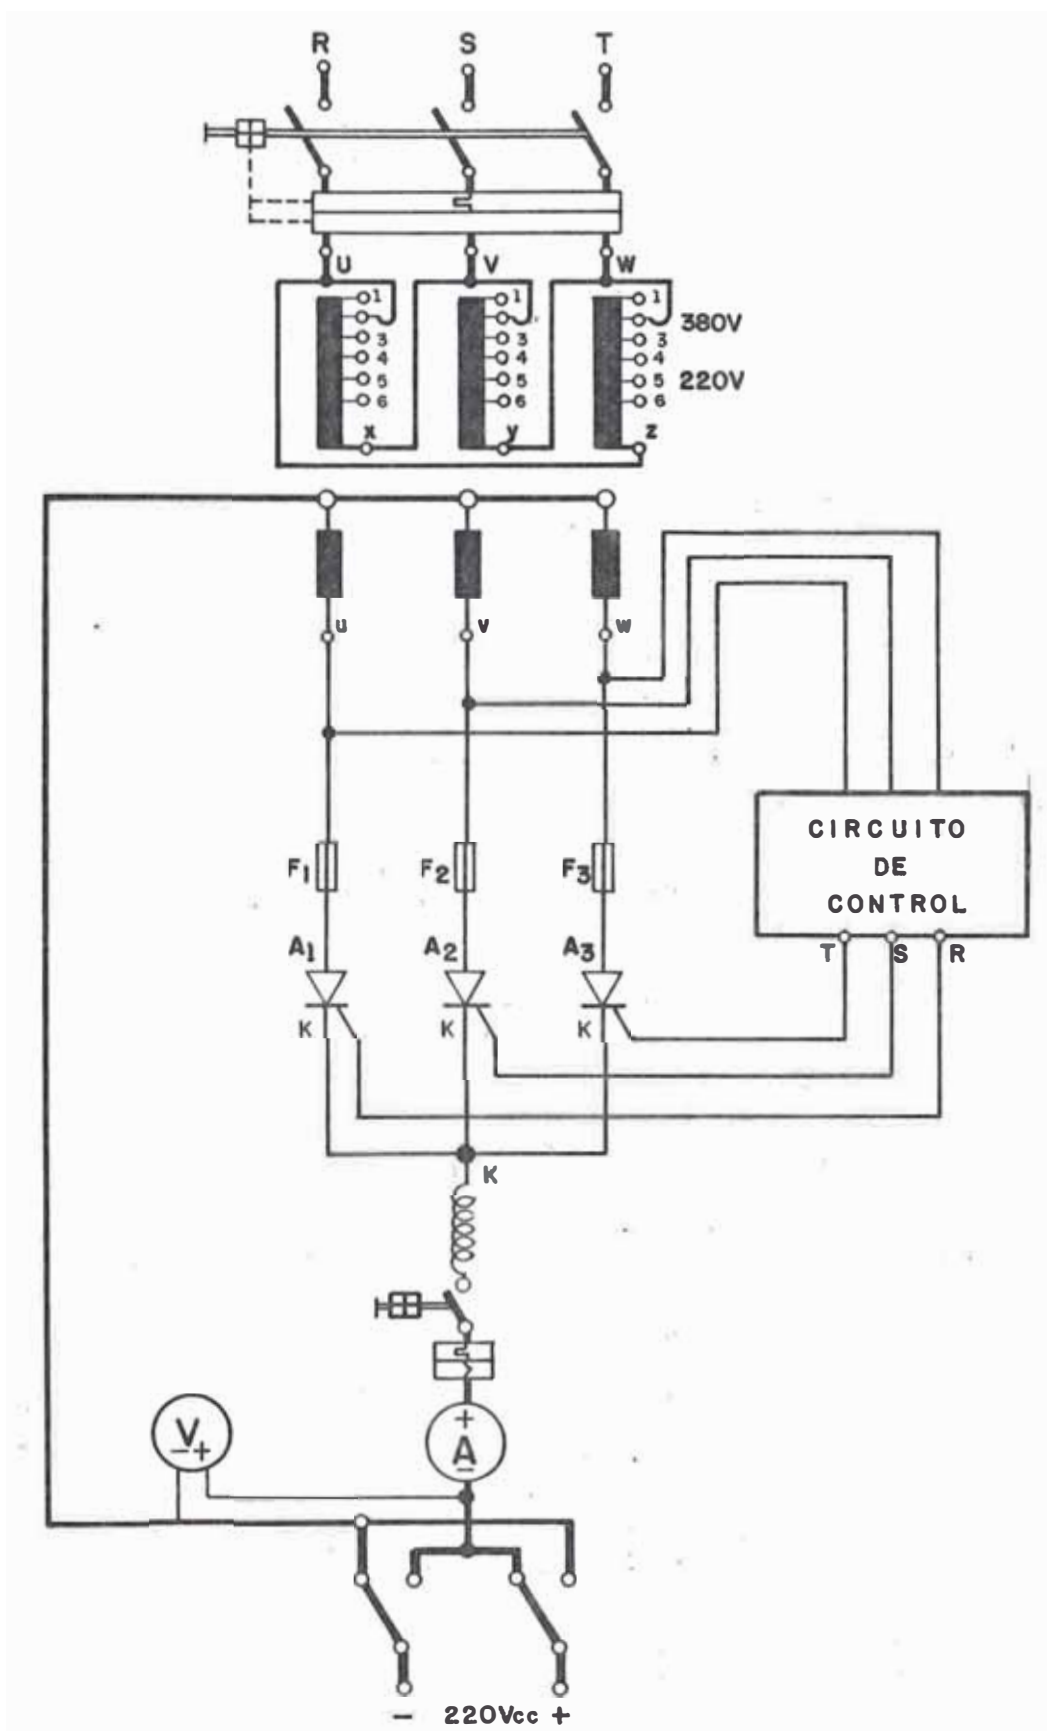 R S T
U V W
1 1 1
380V
3 3 3
4 4 4
5 5 5 220V
6 6 6
x y z
u v w
CIRCUITO
DE
CONTROL
F1 F2 F3
A1 A2 A3
T S R
K K K
K
+
A
−
V
− +
− 220Vcc +